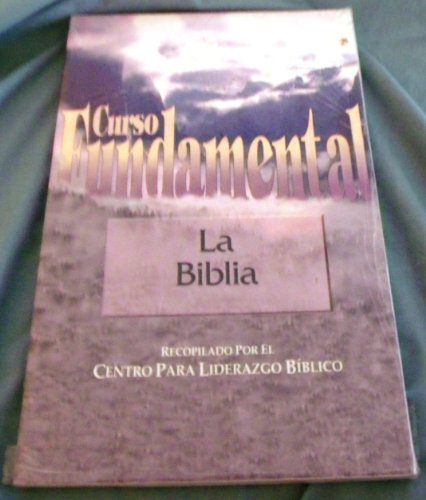 Curso
Fundamental
La
Biblia
RECOPILADO POR EL
CENTRO PARA LIDERAZGO BÍBLICO